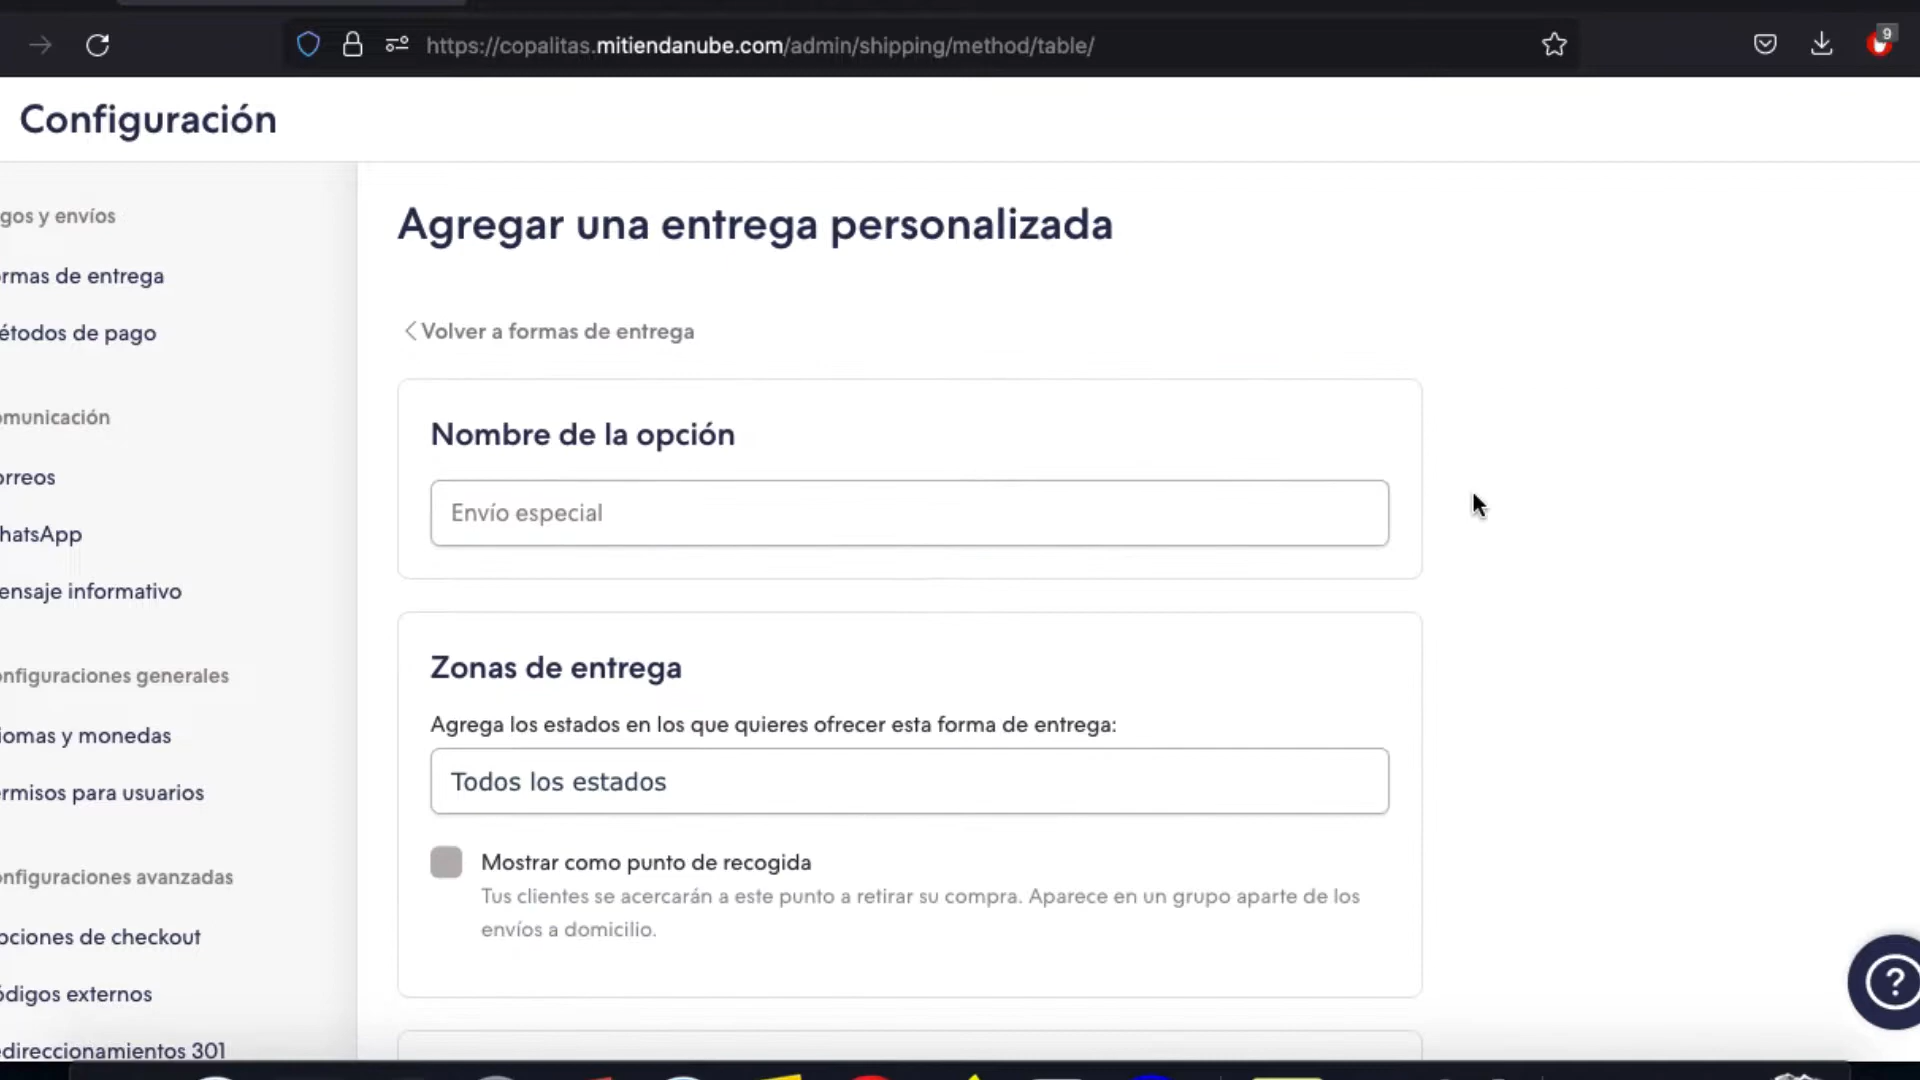 https://copalitas.mitiendanube.com/admin/shipping/method/table/
9
Configuración
gos y envíos
ormas de entrega
étodos de pago
omunicación
orreos
hatsApp
ensaje informativo
onfiguraciones generales
iomas y monedas
ermisos para usuarios
onfiguraciones avanzadas
pciones de checkout
ódigos externos
edireccionamientos 301
Agregar una entrega personalizada
Volver a formas de entrega
Nombre de la opción
Envío especial
Zonas de entrega
Agrega los estados en los que quieres ofrecer esta forma de entrega:
Todos los estados
Mostrar como punto de recogida
Tus clientes se acercarán a este punto a retirar su compra. Aparece en un grupo aparte de los
envíos a domicilio.
?